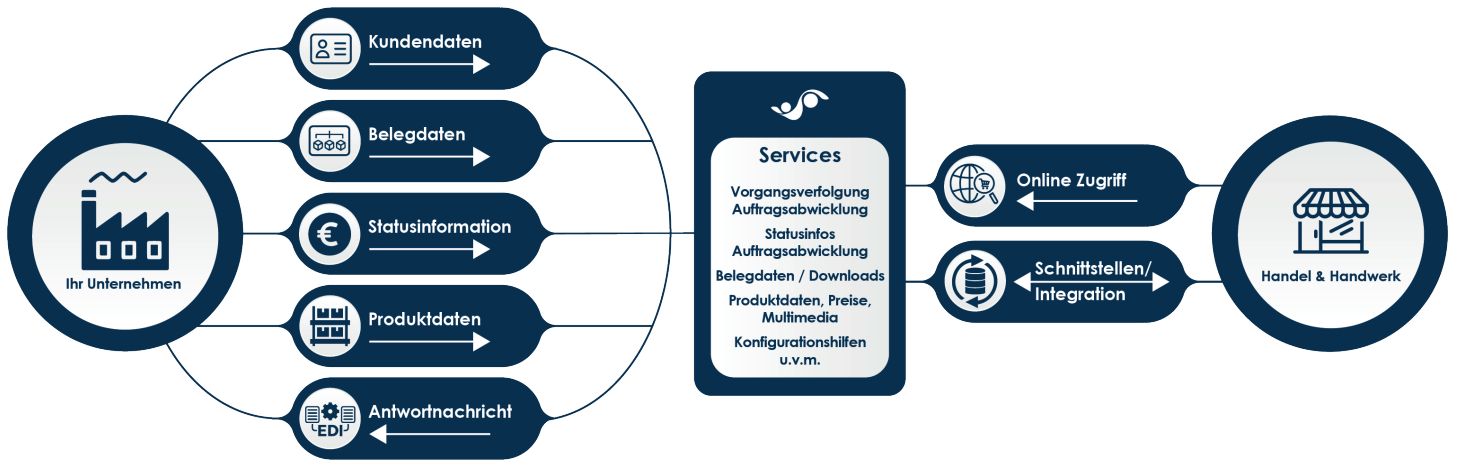 Kundendaten
Belegdaten
Statusinformation
€
Produktdaten
Antwortnachricht
EDI
Ihr Unternehmen
Services
Vorgangsverfolgung
Auftragsabwicklung
Statusinfos
Auftragsabwicklung
Belegdaten / Downloads
Produktdaten, Preise,
Multimedia
Konfigurationshilfen
u.v.m.
Online Zugriff
Schnittstellen/
Integration
Handel & Handwerk